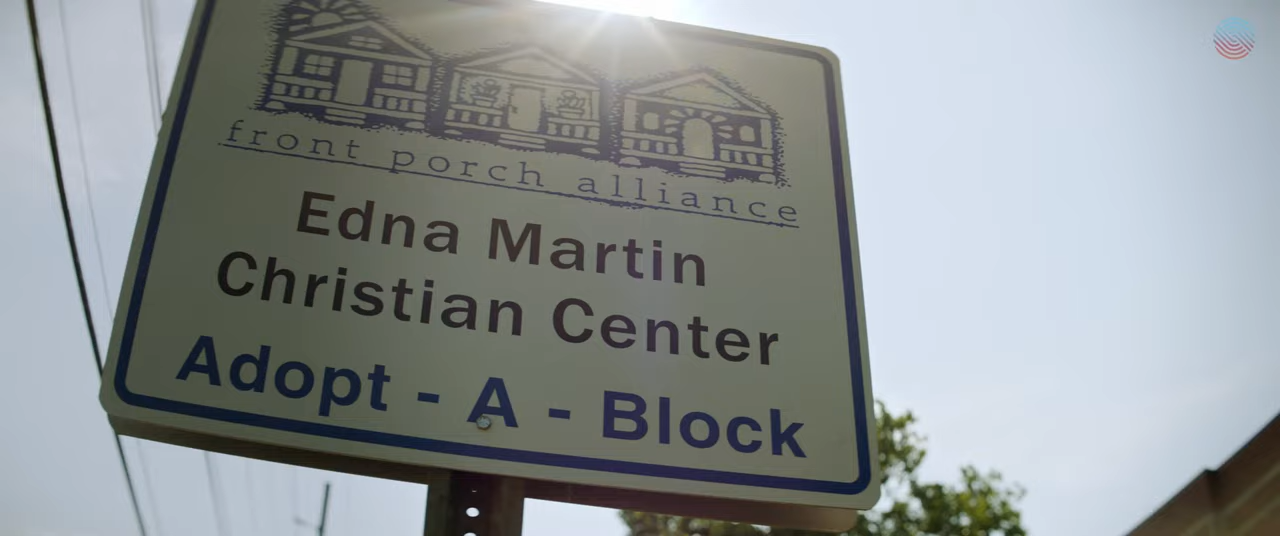 front porch alliance
Edna Martin
Christian Center
Adopt - A - Block